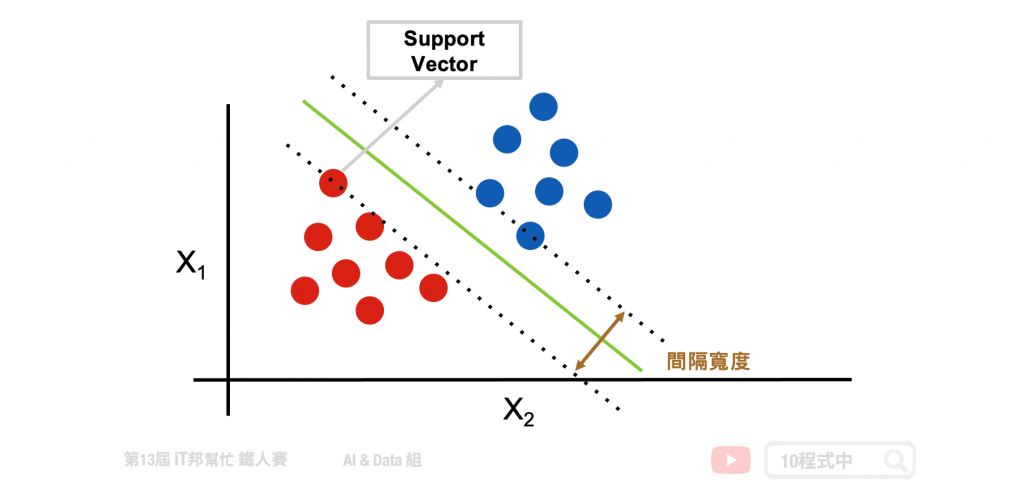 Support
Vector
X₁
間隔寬度
X₂
第13屆 iT邦幫忙 鐵人賽
AI & Data 組
10程式中